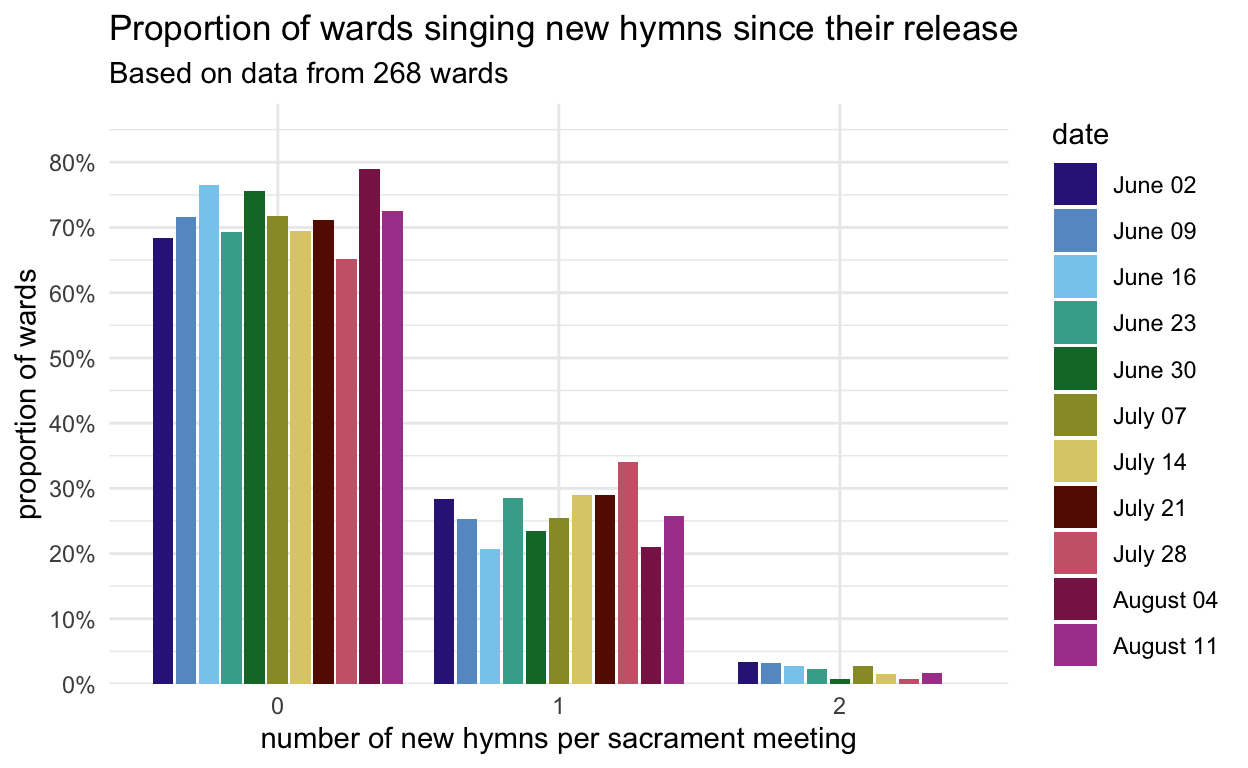 Proportion of wards singing new hymns since their release
Based on data from 268 wards
proportion of wards
80%
70%
60%
50%
40%
30%
20%
10%
0%
0
1
2
number of new hymns per sacrament meeting
date
June 02
June 09
June 16
June 23
June 30
July 07
July 14
July 21
July 28
August 04
August 11